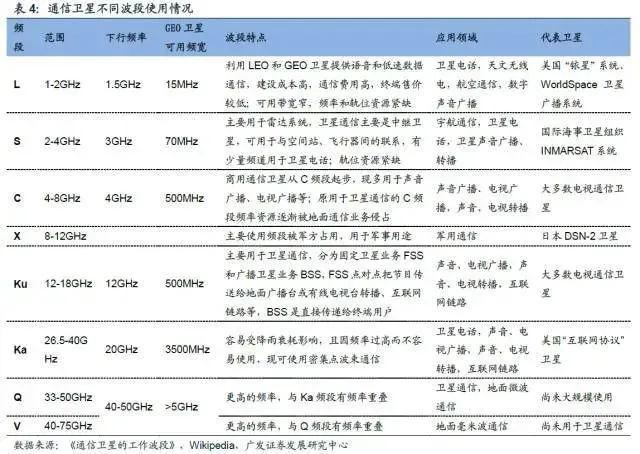 表 4：通信卫星不同波段使用情况
频段 范围 下行频率 GEO 卫星可用频宽 波段特点 应用领域 代表卫星
L 1-2GHz 1.5GHz 15MHz 利用 LEO 和 GEO 卫星提供语音和低速数据通信，建设成本高，通信费用高，终端售价较低；可用带宽窄，频率和轨位资源紧缺 卫星电话，天文无线电，航空通信，数字声音广播 美国“铱星”系统、WorldSpace 卫星广播系统
S 2-4GHz 3GHz 70MHz 主要用于雷达系统，卫星通信主要是中继卫星，可用于与空间站、飞行器间的联系，有少量频道用于卫星电话；轨位资源紧缺 宇航通信，卫星电话、卫星声音广播、转播 国际海事卫星组织 INMARSAT 系统
C 4-8GHz 4GHz 500MHz 商用通信卫星从 C 频段起步，现多用于声音广播、电视广播等；原用于卫星通信的 C 频段频率资源逐渐被地面通信业务侵占 声音广播、电视广播，声音、电视转播 大多数电视通信卫星
X 8-12GHz 主要使用频段被军方占用，用于军事用途 军用通信 日本 DSN-2 卫星
Ku 12-18GHz 12GHz 500MHz 主要用于卫星通信，分为固定卫星业务 FSS 和广播卫星业务 BSS，FSS 点对点把节目传送给地面广播台或有线电视台转播、互联网链路等，BSS 是直接传递给终端用户 声音、电视广播，声音、电视转播，互联网链路 大多数电视通信卫星
Ka 26.5-40GHz 20GHz 3500MHz 容易受降雨衰耗影响，且因频率过高而不容易使用，现可使用密集点波束通信 卫星电话，声音、电视广播，声音、电视转播，互联网链路 美国“互联网协议”卫星
Q 33-50GHz 40-50GHz >5GHz 更高的频率，与 Ka 频段有频率重叠 卫星通信，地面微波通信 尚未大规模使用
V 40-75GHz 更高的频率，与 Q 频段有频率重叠 地面毫米波通信 尚未用于卫星通信
数据来源：《通信卫星的工作波段》，Wikipedia，广发证券发展研究中心